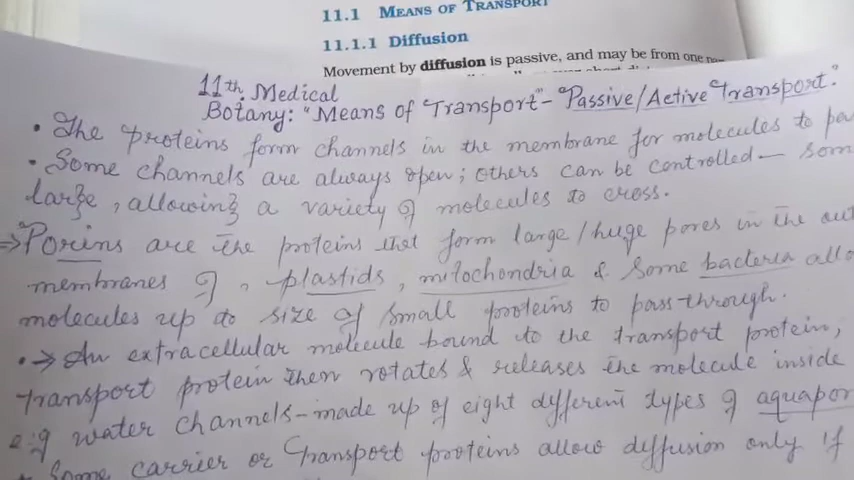 11.1 MEANS OF TRANSPORT
11.1.1 Diffusion
Movement by diffusion is passive, and may be from one
11th Medical
Botany: "Means of Transport" - Passive/Active Transport."
• The proteins form channels in the membrane for molecules to pa
• Some channels are always open; others can be controlled – Som
large, allowing a variety of molecules to cross.
⇒ Porins are the proteins that form large/huge pores in the out
membranes of, plastids, mitochondria & some bacteria allo
molecules up to size of small proteins to pass through.
• → An extracellular molecule bound to the transport protein,
transport protein then rotates & releases the molecule inside
e.g water channels – made up of eight different types of aquapor
Some carrier or Transport proteins allow diffusion only if